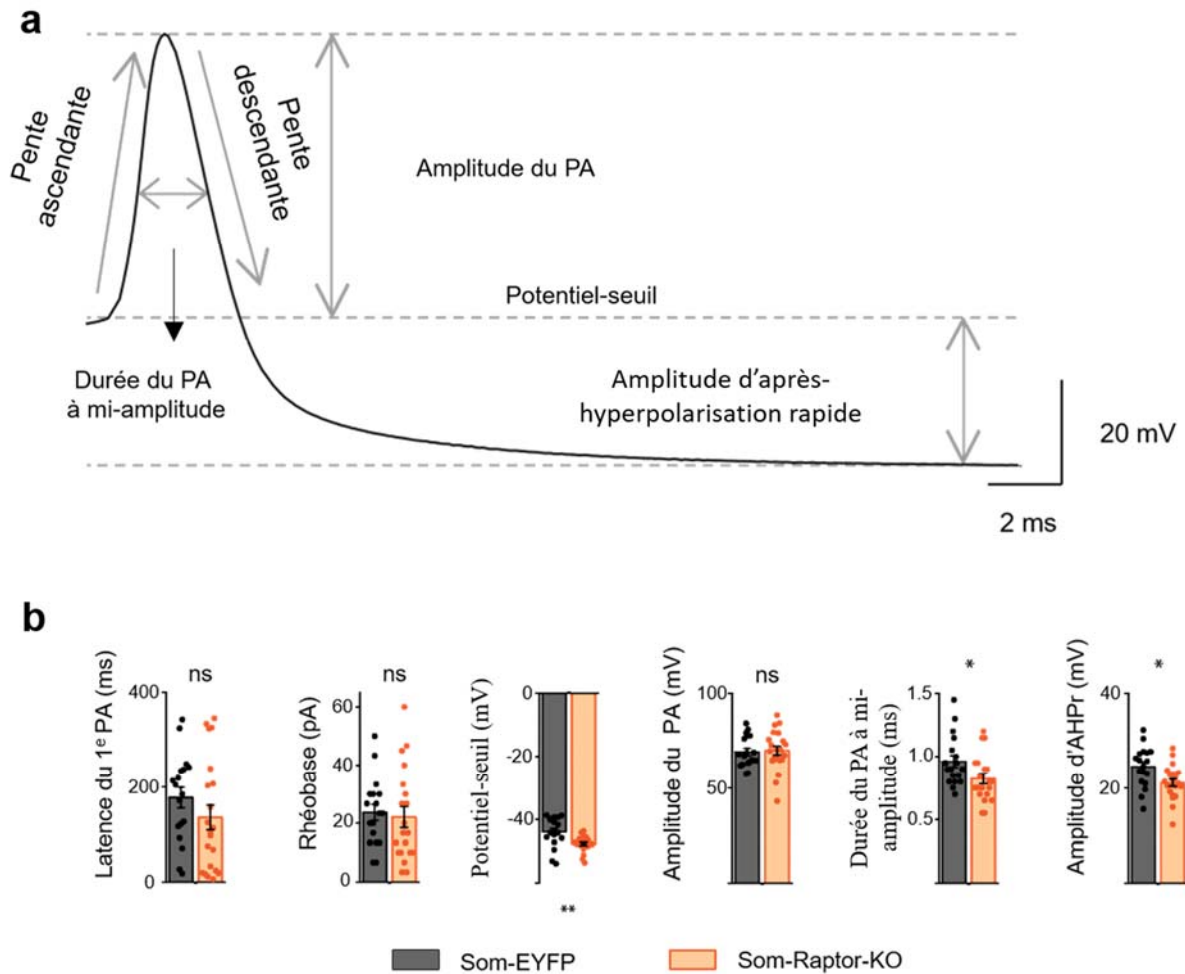 a
Pente
ascendante
Pente
descendante
Amplitude du PA
Potentiel-seuil
Durée du PA
à mi-amplitude
Amplitude d'après-
hyperpolarisation rapide
20 mV
2 ms
b
Latence du 1e PA (ms)
400
200
0
ns
Rhéobase (pA)
60
40
20
0
ns
Potentiel-seuil (mV)
0
-20
-40
**
Amplitude du PA (mV)
100
50
ns
Durée du PA à mi-
amplitude (ms)
1.5
1.0
0.5
*
Amplitude d'AHPr (mV)
40
20
*
Som-EYFP
Som-Raptor-KO